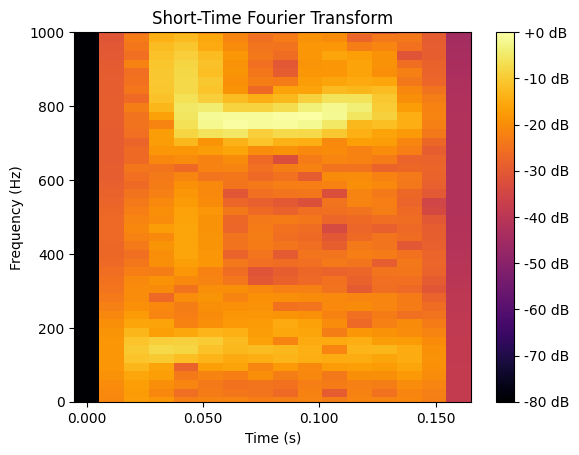 Short-Time Fourier Transform
1000
800
600
400
200
0
Frequency (Hz)
0.000
0.050
0.100
0.150
Time (s)
+0 dB
-10 dB
-20 dB
-30 dB
-40 dB
-50 dB
-60 dB
-70 dB
-80 dB